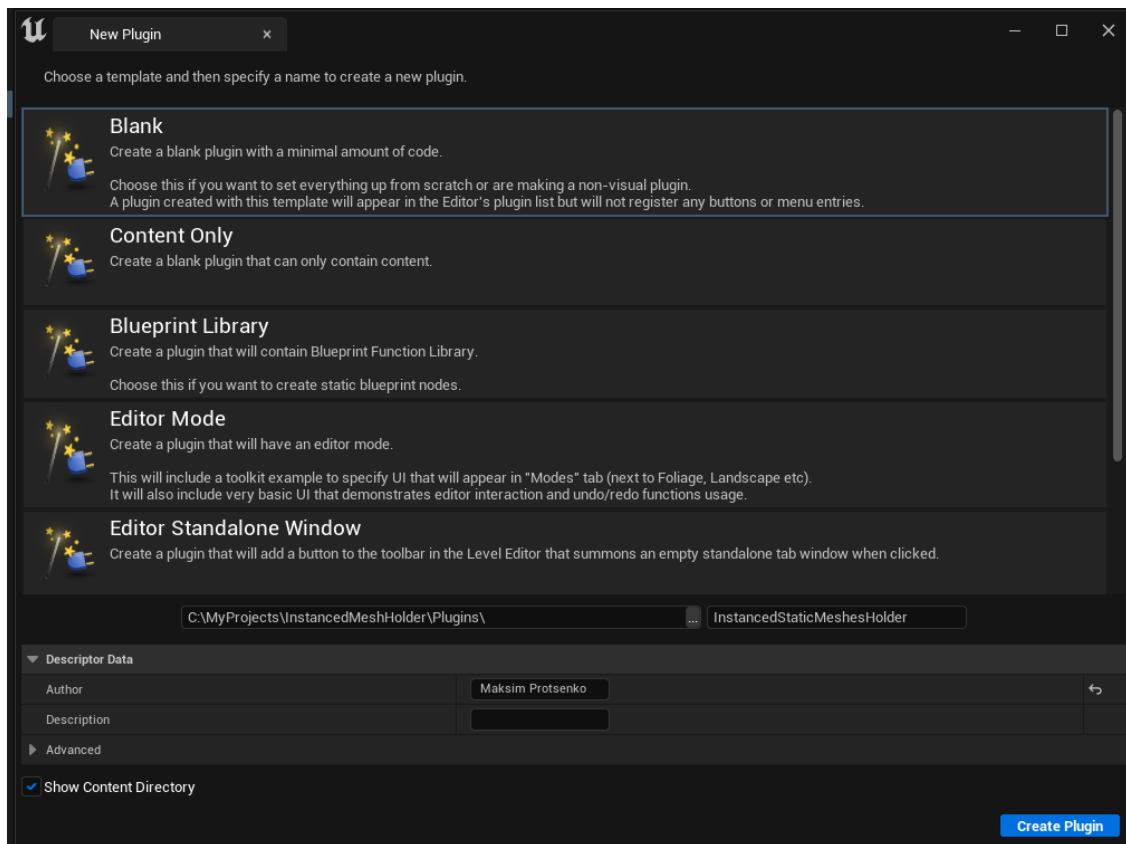 New Plugin
Choose a template and then specify a name to create a new plugin.
Blank
Create a blank plugin with a minimal amount of code.
Choose this if you want to set everything up from scratch or are making a non-visual plugin.
A plugin created with this template will appear in the Editor's plugin list but will not register any buttons or menu entries.
Content Only
Create a blank plugin that can only contain content.
Blueprint Library
Create a plugin that will contain Blueprint Function Library.
Choose this if you want to create static blueprint nodes.
Editor Mode
Create a plugin that will have an editor mode.
This will include a toolkit example to specify UI that will appear in "Modes" tab (next to Foliage, Landscape etc).
It will also include very basic UI that demonstrates editor interaction and undo/redo functions usage.
Editor Standalone Window
Create a plugin that will add a button to the toolbar in the Level Editor that summons an empty standalone tab window when clicked.
C:\MyProjects\InstancedMeshHolder\Plugins\ ... InstancedStaticMeshesHolder
Descriptor Data
Author Maksim Protsenko
Description
Advanced
Show Content Directory
Create Plugin